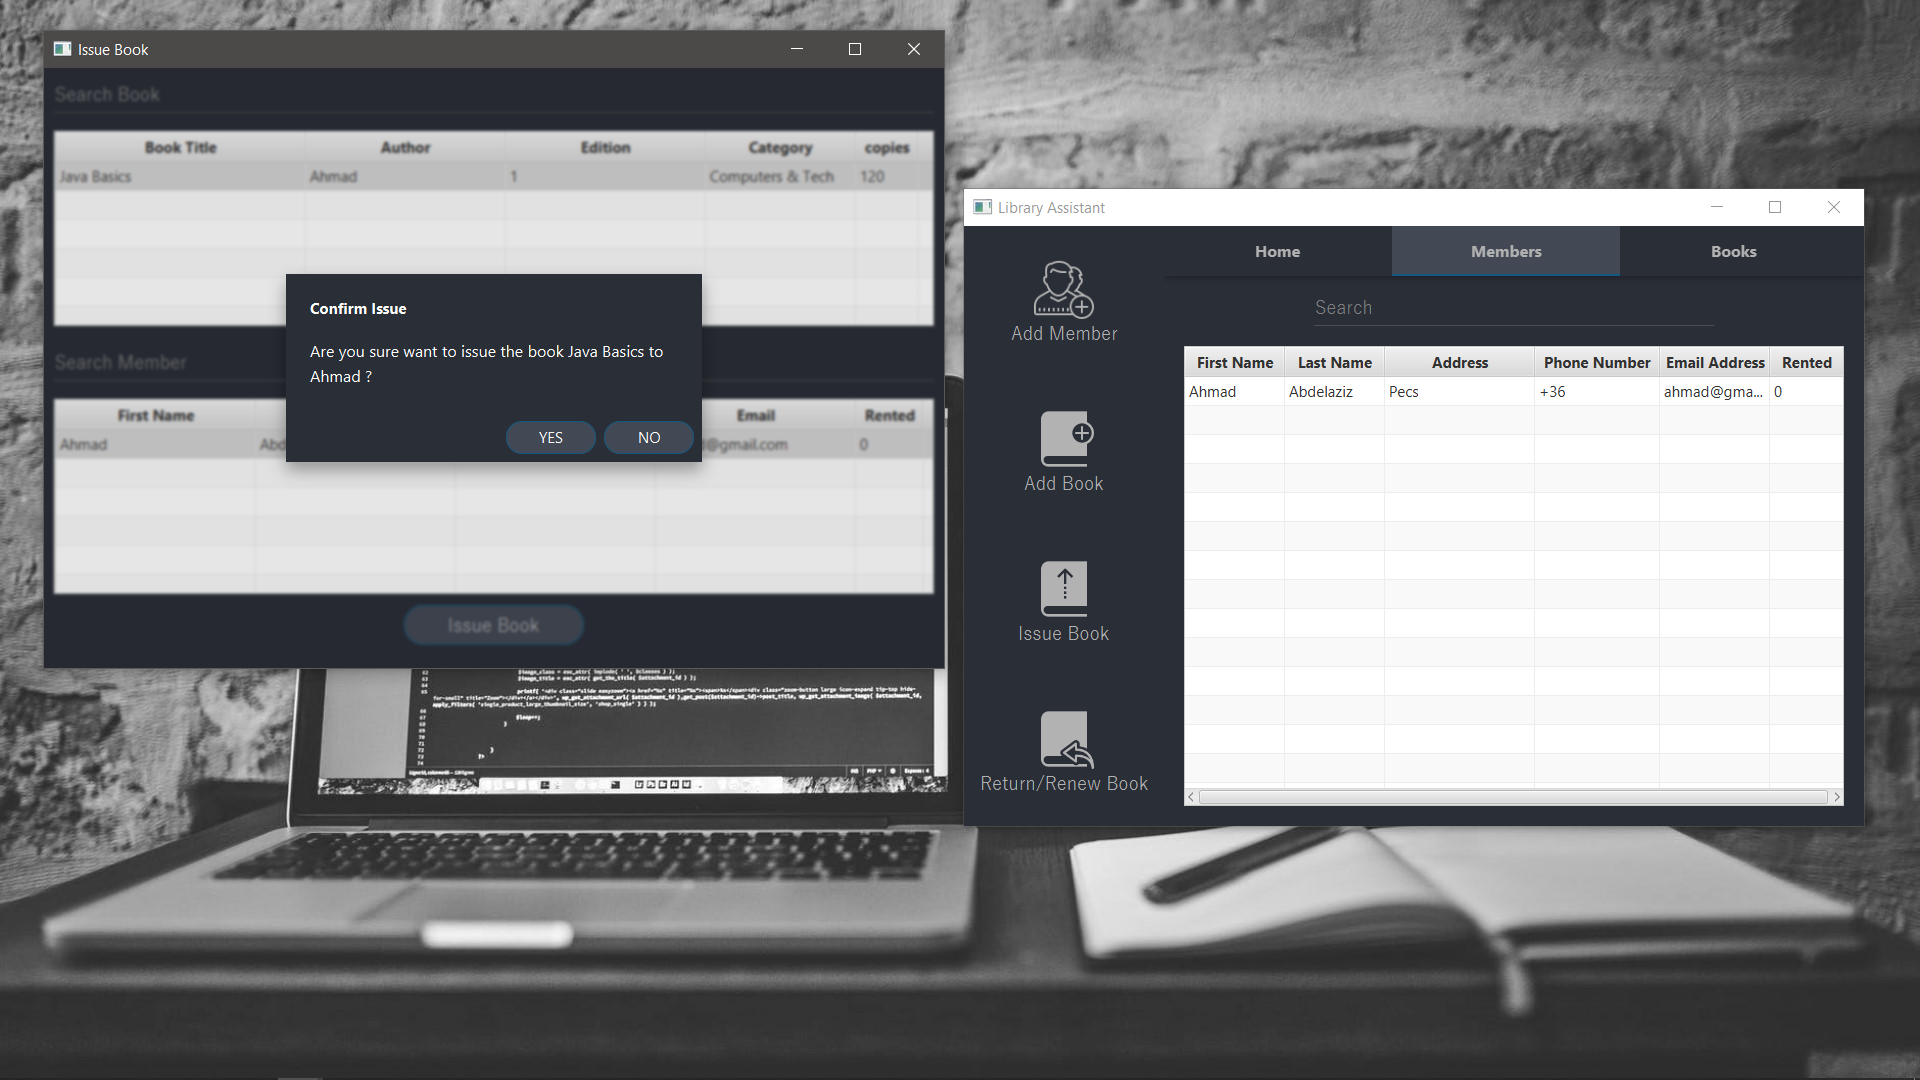 Issue Book
Search Book
Book Title Author Edition Category copies
Java Basics Ahmad 1 Computers & Tech 120
Confirm Issue
Are you sure want to issue the book Java Basics to
Ahmad ?
YES NO
Search Member
First Name Email Rented
Ahmad Abd @gmail.com 0
Issue Book
Library Assistant
Home Members Books
Search
Add Member
Add Book
Issue Book
Return/Renew Book
First Name Last Name Address Phone Number Email Address Rented
Ahmad Abdelaziz Pecs +36 ahmad@gma... 0